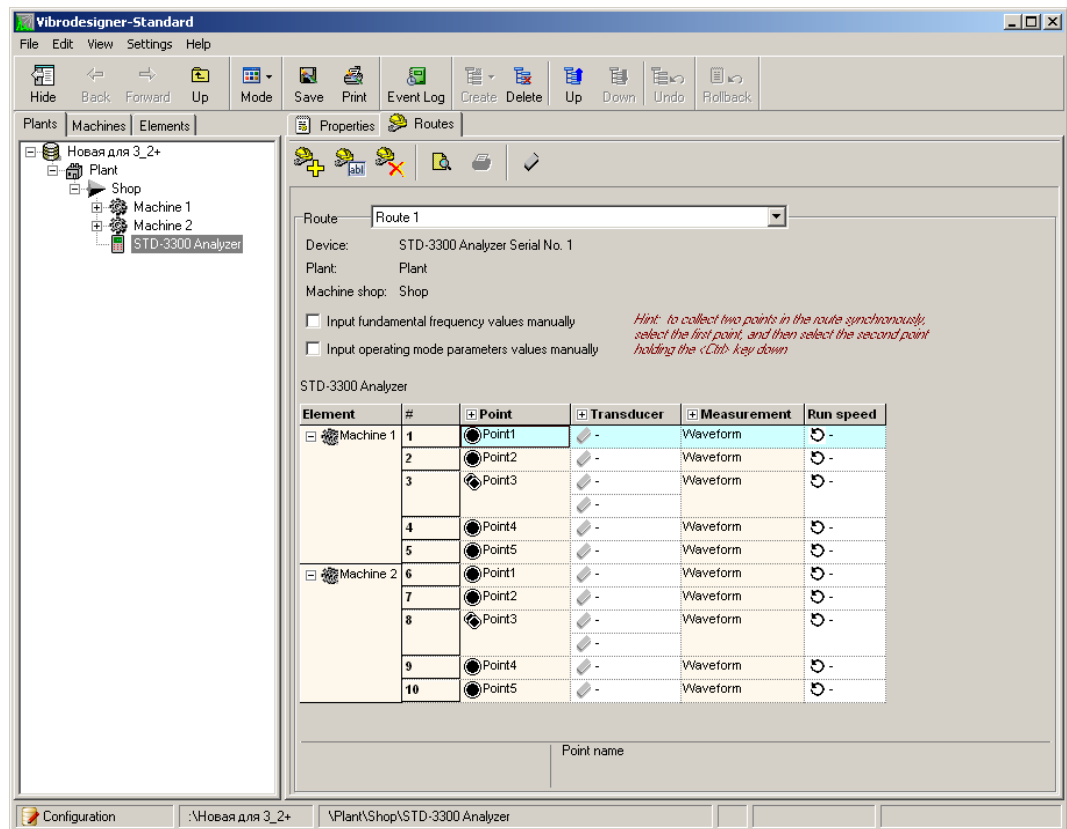 Vibrodesigner-Standard
File Edit View Settings Help
Hide Back Forward Up Mode Save Print Event Log Create Delete Up Down Undo Rollback
Plants Machines Elements
Properties Routes
Новая для 3_2+
Plant
Shop
Machine 1
Machine 2
STD-3300 Analyzer
abl
Route Route 1
Device: STD-3300 Analyzer Serial No. 1
Plant: Plant
Machine shop: Shop
Input fundamental frequency values manually
Input operating mode parameters values manually
Hint: to collect two points in the route synchronously,
select the first point, and then select the second point
holding the <Ctrl> key down
STD-3300 Analyzer
Element # Point Transducer Measurement Run speed
Machine 1 1 Point1 - Waveform -
2 Point2 - Waveform -
3 Point3 - Waveform -
-
4 Point4 - Waveform -
5 Point5 - Waveform -
Machine 2 6 Point1 - Waveform -
7 Point2 - Waveform -
8 Point3 - Waveform -
-
9 Point4 - Waveform -
10 Point5 - Waveform -
Point name
Configuration :\Новая для 3_2+ \Plant\Shop\STD-3300 Analyzer